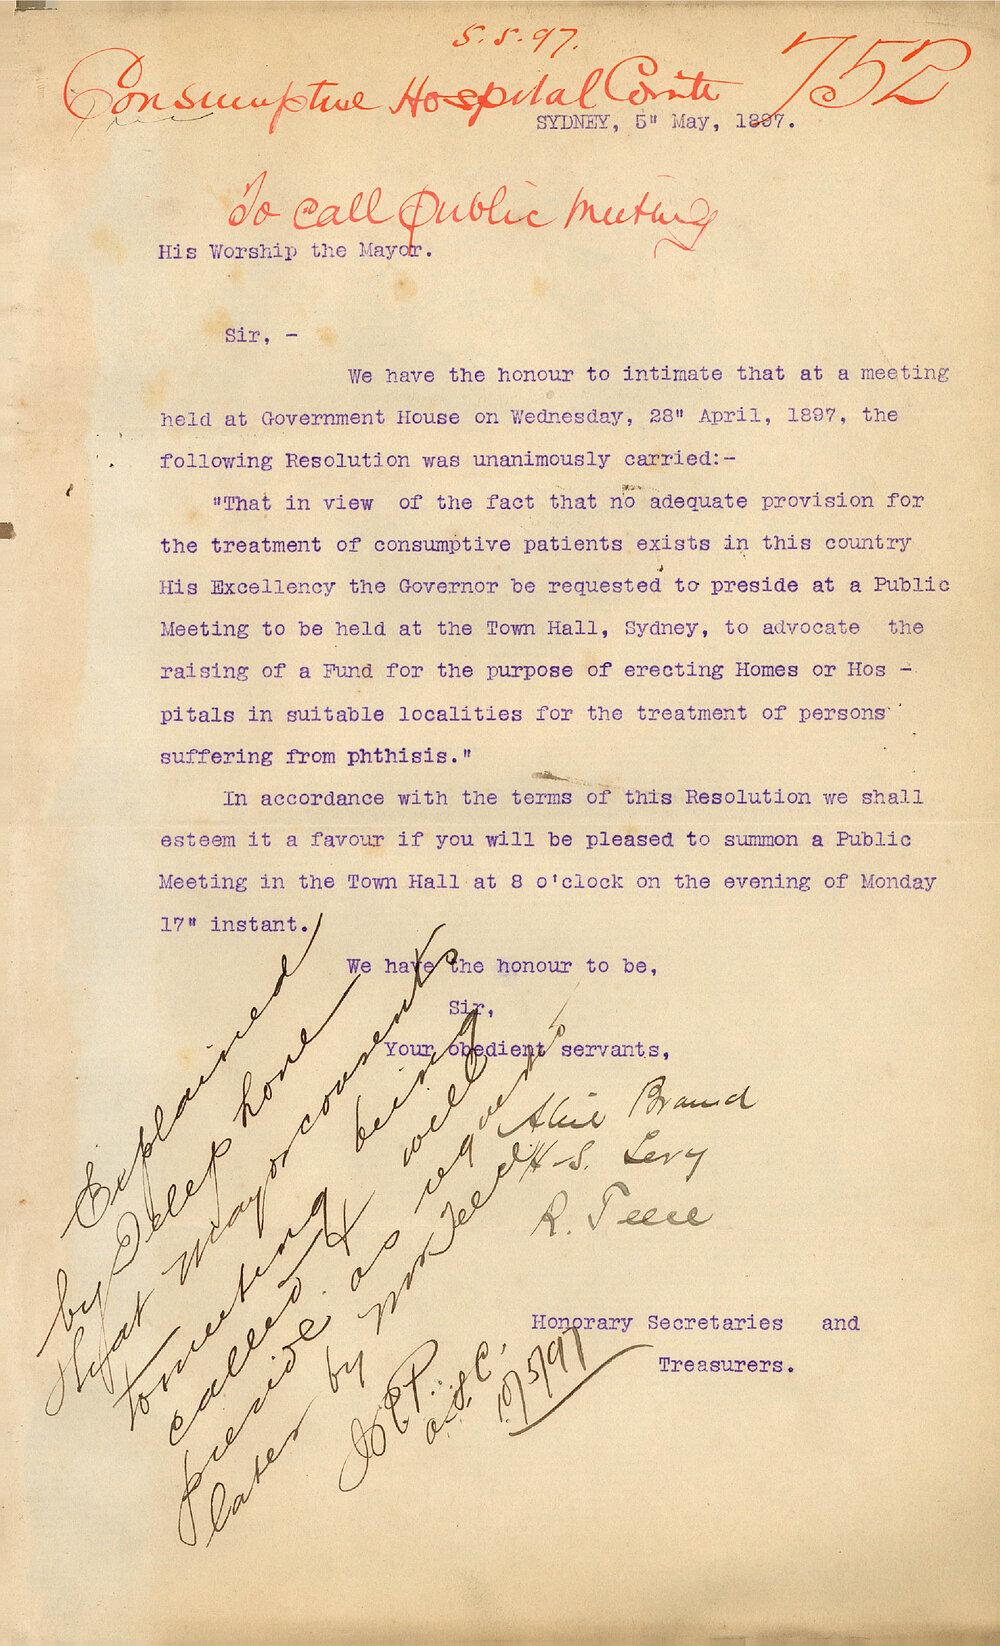 5.5.97.
Consumptive Hospital Comte 752
SYDNEY, 5" May, 1897.
To call Public Meeting
His Worship the Mayor.
Sir, -
We have the honour to intimate that at a meeting
held at Government House on Wednesday, 28" April, 1897, the
following Resolution was unanimously carried:-
"That in view of the fact that no adequate provision for
the treatment of consumptive patients exists in this country
His Excellency the Governor be requested to preside at a Public
Meeting to be held at the Town Hall, Sydney, to advocate the
raising of a Fund for the purpose of erecting Homes or Hos -
pitals in suitable localities for the treatment of persons
suffering from phthisis."
In accordance with the terms of this Resolution we shall
esteem it a favour if you will be pleased to summon a Public
Meeting in the Town Hall at 8 o'clock on the evening of Monday
17" instant.
We have the honour to be,
Sir,
Your obedient servants,
H. S. Levy
R. Teece
Honorary Secretaries and
Treasurers.
Explained
by Telephone
that Mayor consents
to meeting being
called & will
preside as
later by
10/5/97